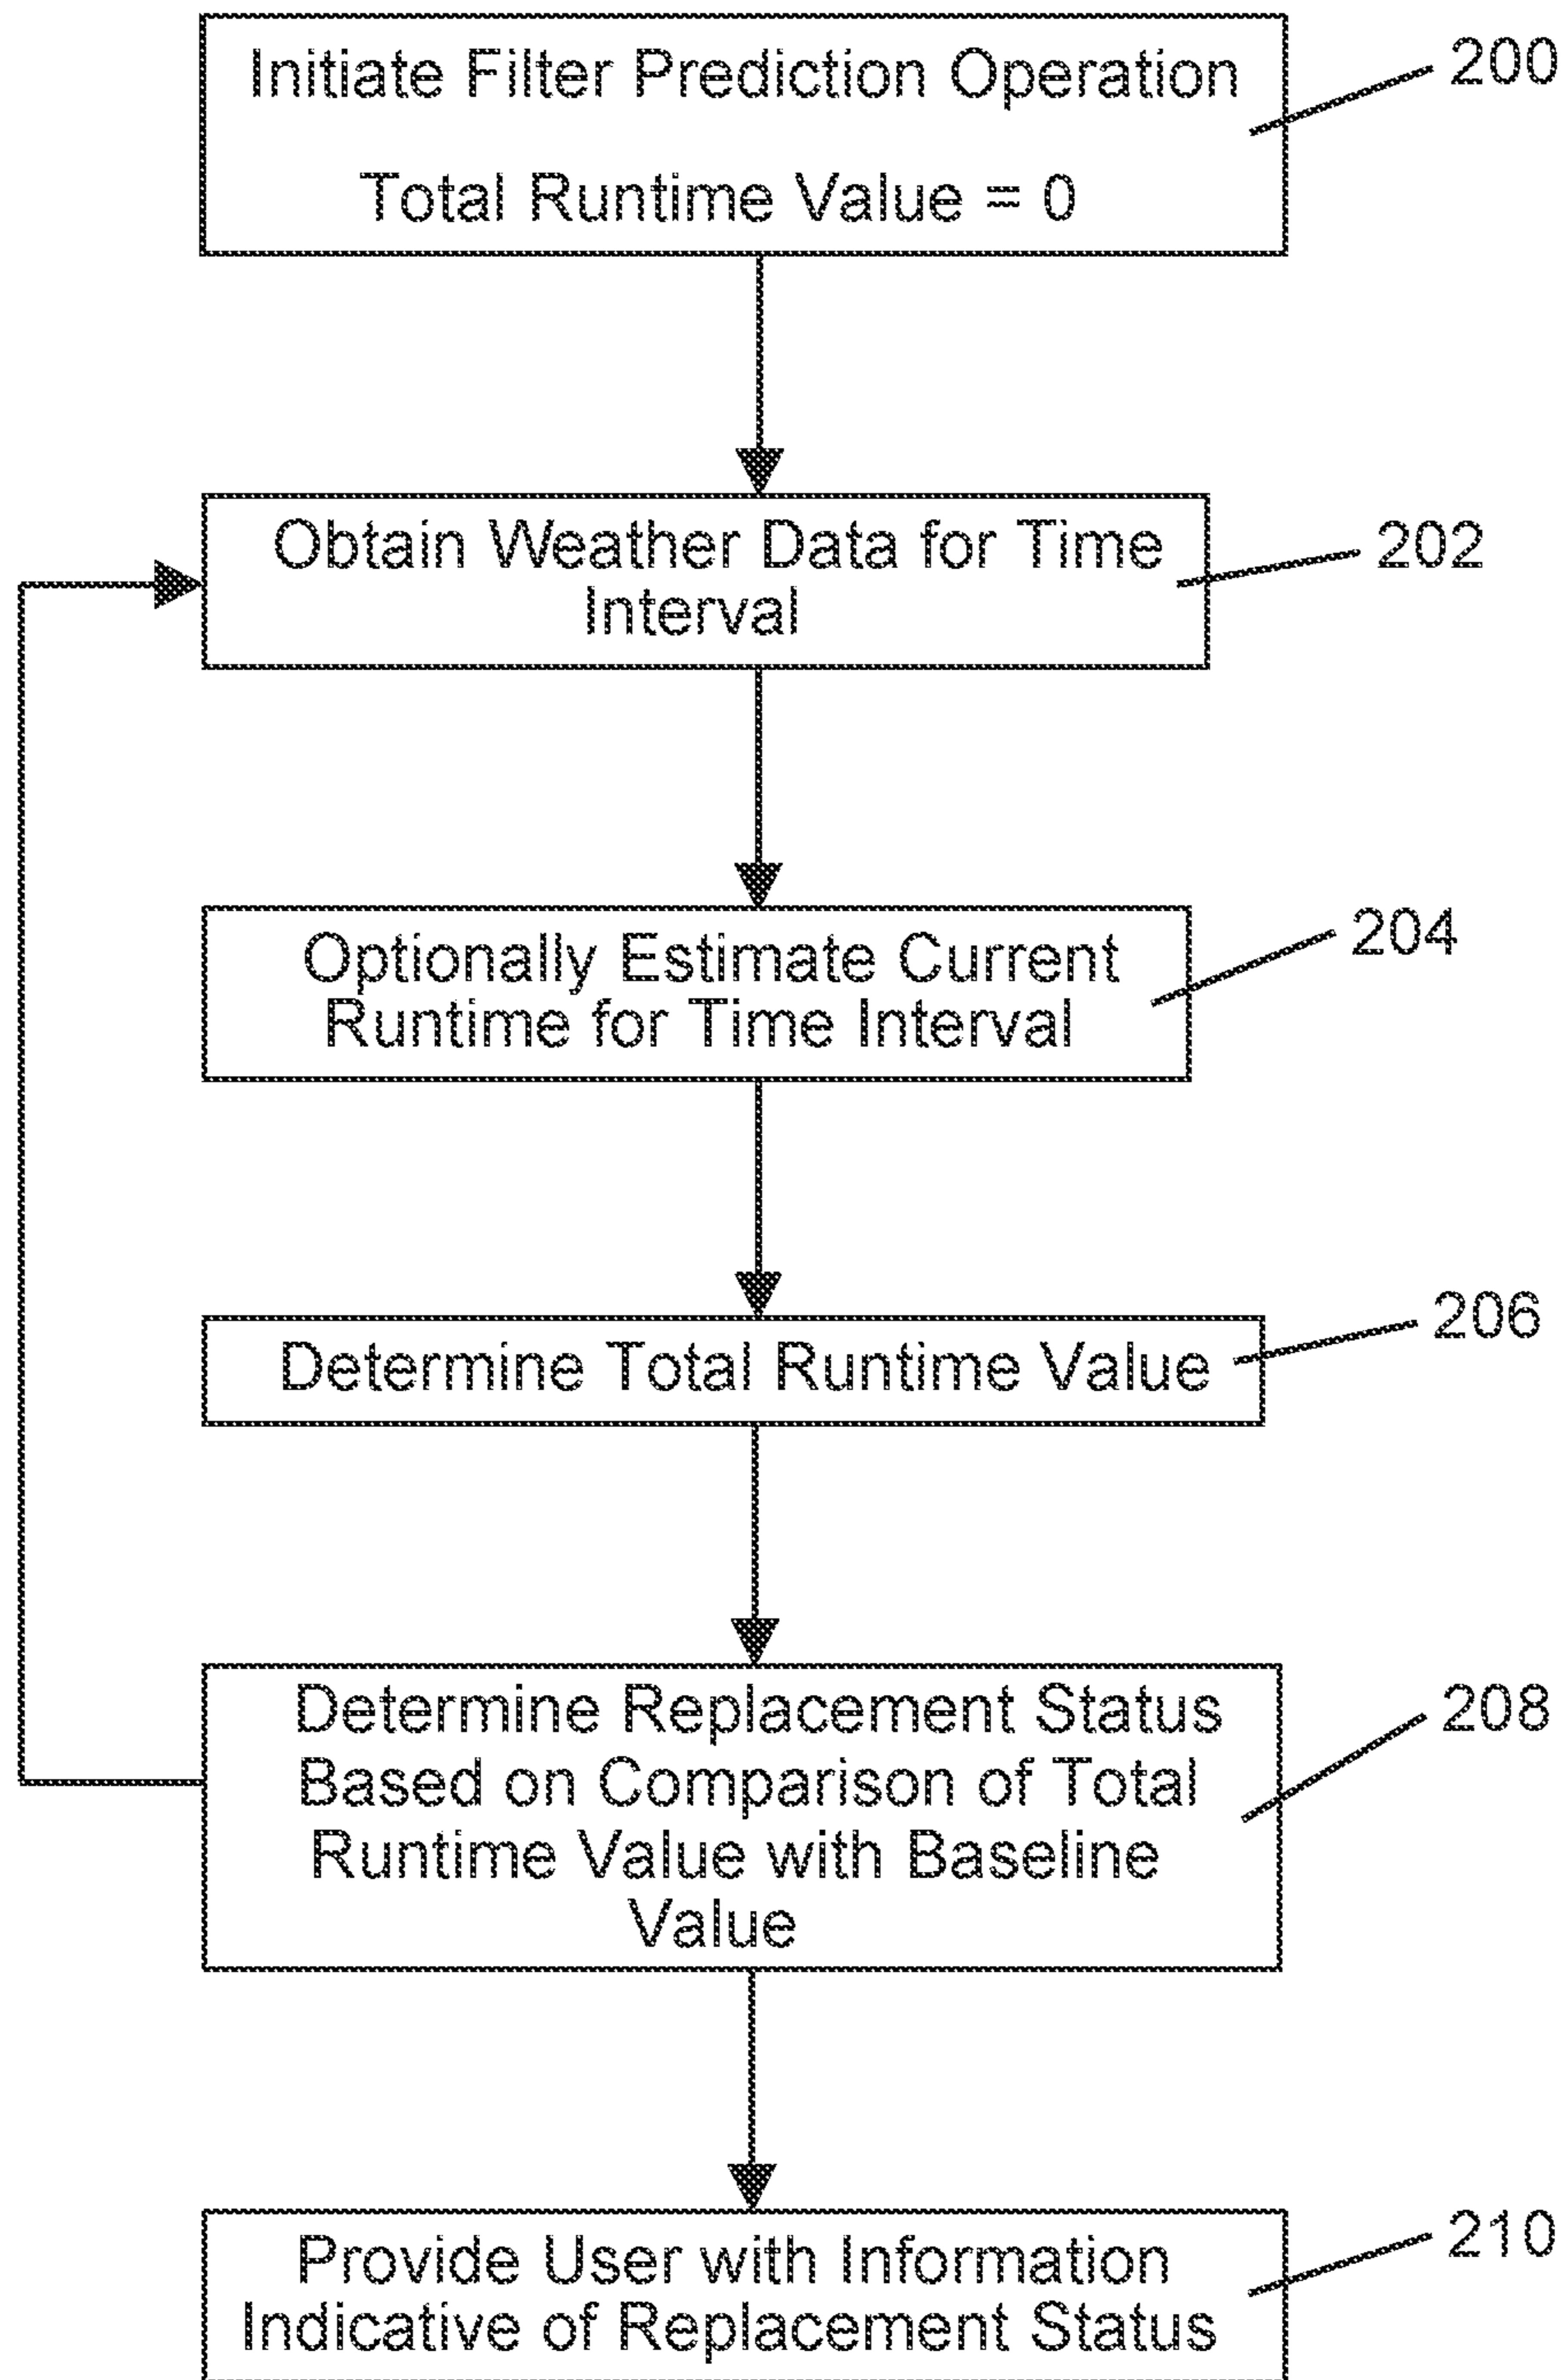 Initiate Filter Prediction Operation
200
Total Runtime Value = 0
Obtain Weather Data for Time
202
Interval
Optionally Estimate Current
204
Runtime for Time Interval
Determine Total Runtime Value
206
Determine Replacement Status
208
Based on Comparison of Total
Runtime Value with Baseline
Value
Provide User with Information
210
Indicative of Replacement Status